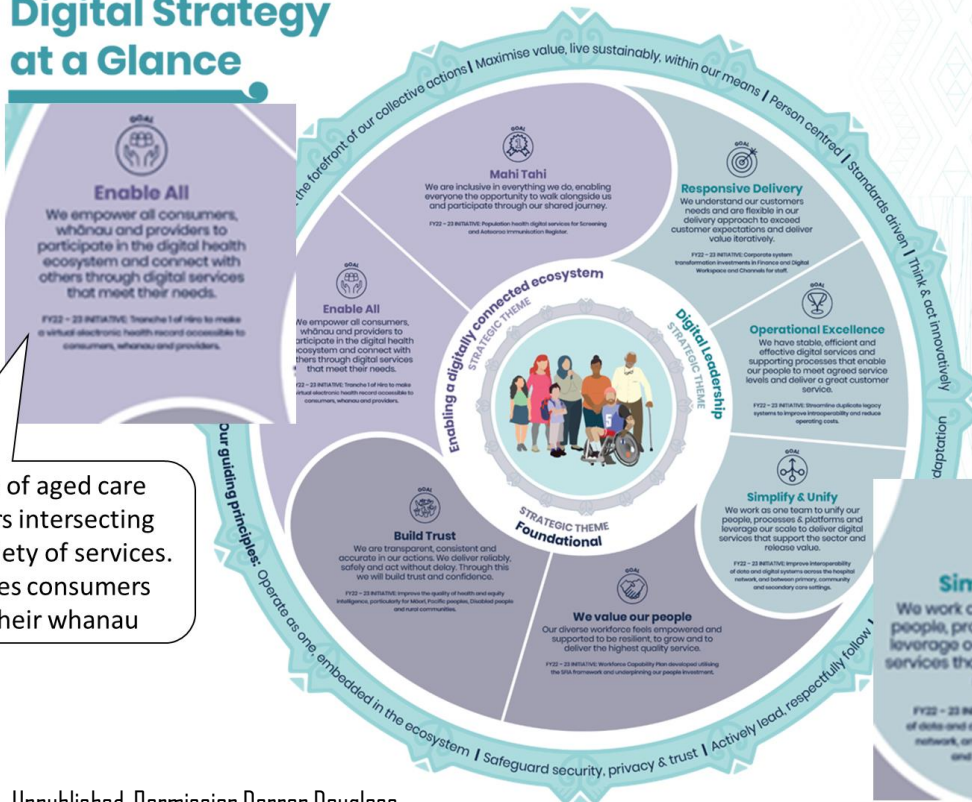 Digital Strategy
at a Glance
GOAL
Enable All
We empower all consumers,
whānau and providers to
participate in the digital health
ecosystem and connect with
others through digital services
that meet their needs.
FY22 – 23 INITIATIVE: Tranche 1 of Hira to make
a virtual electronic health record accessible to
consumers, whanau and providers.
of aged care
rs intersecting
iety of services.
es consumers
heir whanau
the forefront of our collective actions | Maximise value, live sustainably, within our means | Person centred | Standards driven | Think & act innovatively
daptation
Our guiding principles: Operate as one, embedded in the ecosystem | Safeguard security, privacy & trust | Actively lead, respectfully follow |
GOAL
Mahi Tahi
We are inclusive in everything we do, enabling
everyone the opportunity to walk alongside us
and participate through our shared journey.
FY22 – 23 INITIATIVE: Population health digital services for Screening
and Aotearoa Immunisation Register.
GOAL
Responsive Delivery
We understand our customers
needs and are flexible in our
delivery approach to exceed
customer expectations and deliver
value iteratively.
FY22 – 23 INITIATIVE: Corporate system
transformation investments in Finance and Digital
Workspace and Channels for staff.
GOAL
Enable All
We empower all consumers,
whānau and providers to
articipate in the digital health
ecosystem and connect with
thers through digital services
that meet their needs.
FY22 – 23 INITIATIVE: Tranche 1 of Hira to make
virtual electronic health record accessible to
consumers, whanau and providers.
Enabling a digitally connected ecosystem
STRATEGIC THEME
Digital Leadership
STRATEGIC THEME
5
GOAL
Operational Excellence
We have stable, efficient and
effective digital services and
supporting processes that enable
our people to meet agreed service
levels and deliver a great customer
service.
FY22 – 23 INITIATIVE: Streamline duplicate legacy
systems to improve interoperability and reduce
operating costs.
GOAL
Simplify & Unify
We work as one team to unify our
people, processes & platforms and
leverage our scale to deliver digital
services that support the sector and
release value.
FY22 – 23 INITIATIVE: Improve interoperability
of data and digital systems across the hospital
network, and between primary, community
and secondary care settings.
STRATEGIC THEME
Foundational
GOAL
Build Trust
We are transparent, consistent and
accurate in our actions. We deliver reliably,
safely and act without delay. Through this
we will build trust and confidence.
FY22 – 23 INITIATIVE: Improve the quality of health and equity
intelligence, particularly for Māori, Pacific peoples, Disabled people
and rural communities.
GOAL
We value our people
Our diverse workforce feels empowered and
supported to be resilient, to grow and to
deliver the highest quality service.
FY22 – 23 INITIATIVE: Workforce Capability Plan developed utilising
the SFIA framework and underpinning our people investment.
Sim
We work
people, pro
leverage o
services tha
FY22 – 23 IN
of data and
network, an
and
Unpublished. Permission Darren Douglass